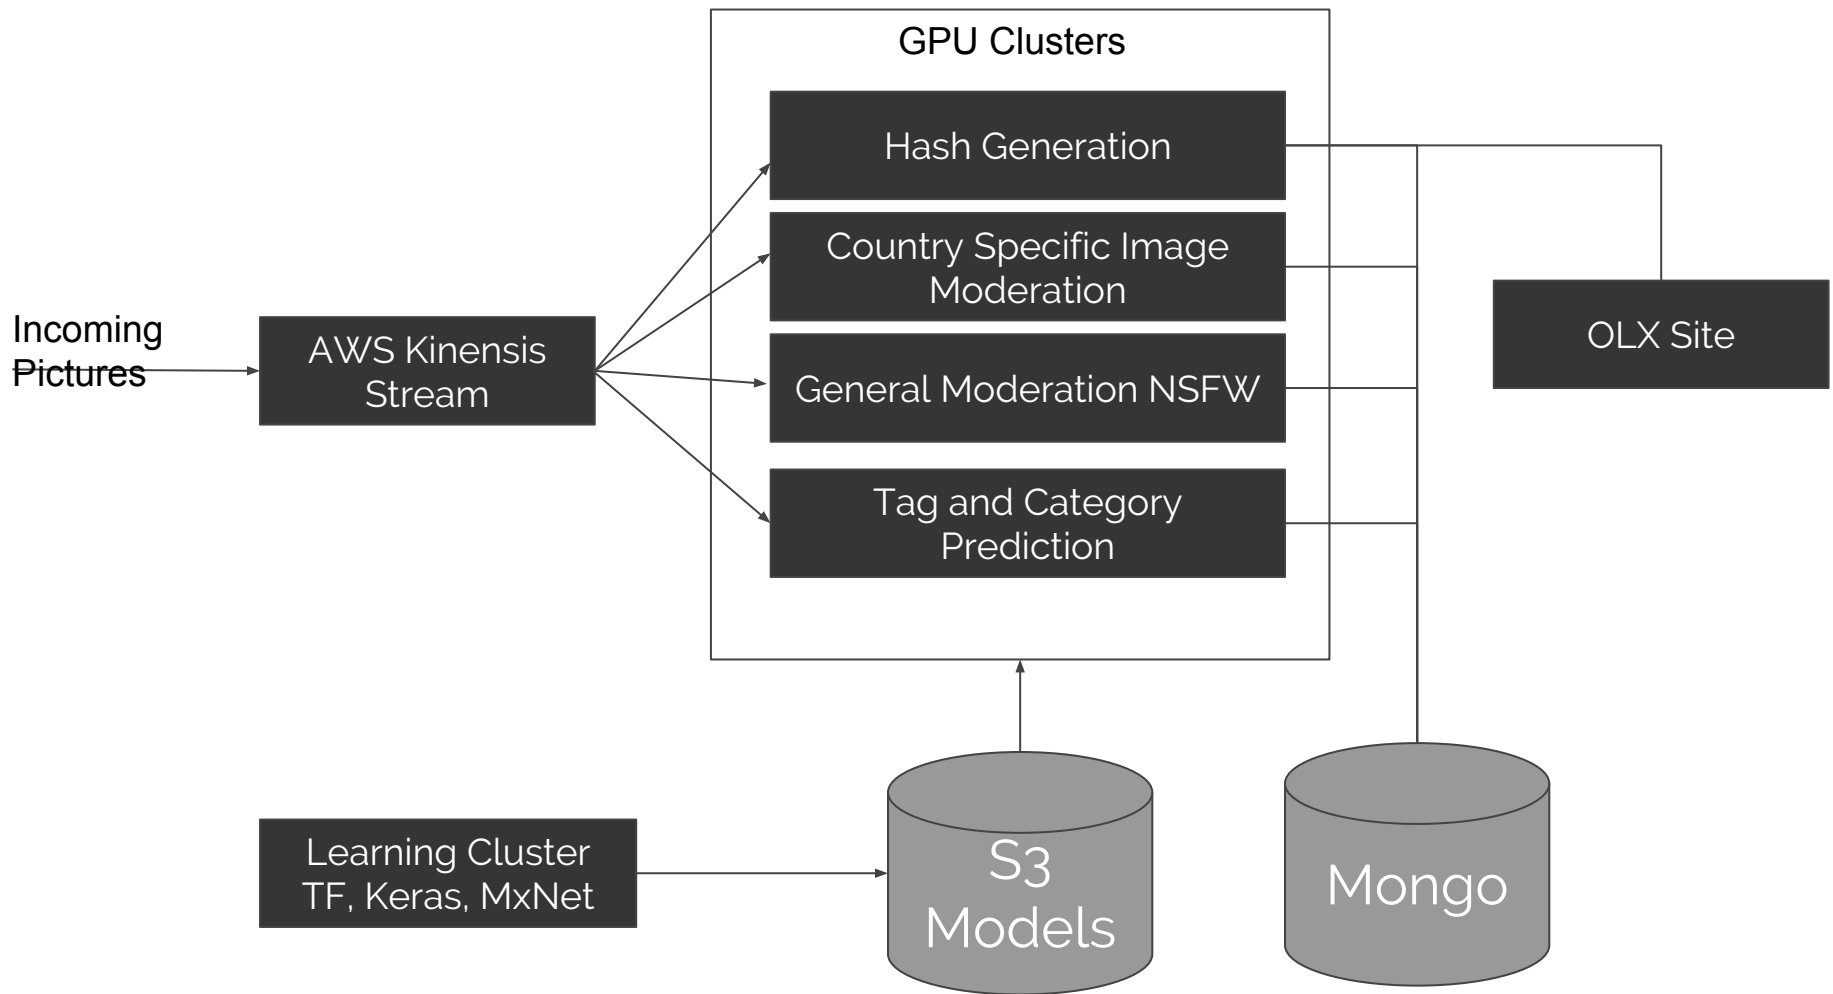 GPU Clusters
Hash Generation
Country Specific Image
Moderation
General Moderation NSFW
Tag and Category
Prediction
Incoming
Pictures
AWS Kinensis
Stream
OLX Site
Learning Cluster
TF, Keras, MxNet
S3
Models
Mongo